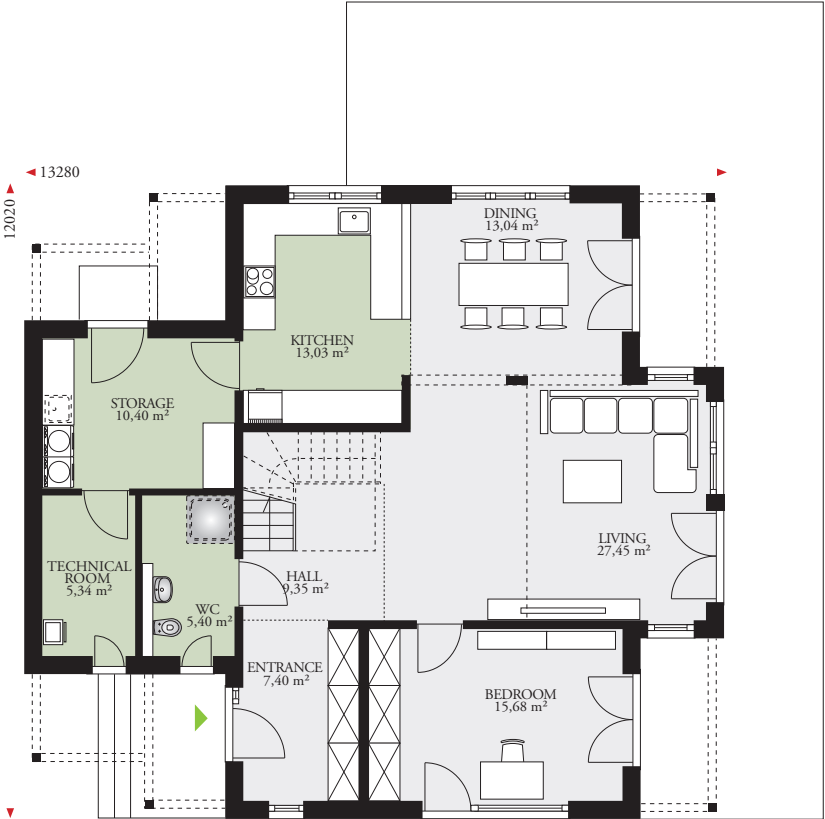 13280
12020
DINING
13,04 m²
KITCHEN
13,03 m²
STORAGE
10,40 m²
LIVING
27,45 m²
TECHNICAL
ROOM
5,34 m²
HALL
9,35 m²
WC
5,40 m²
ENTRANCE
7,40 m²
BEDROOM
15,68 m²